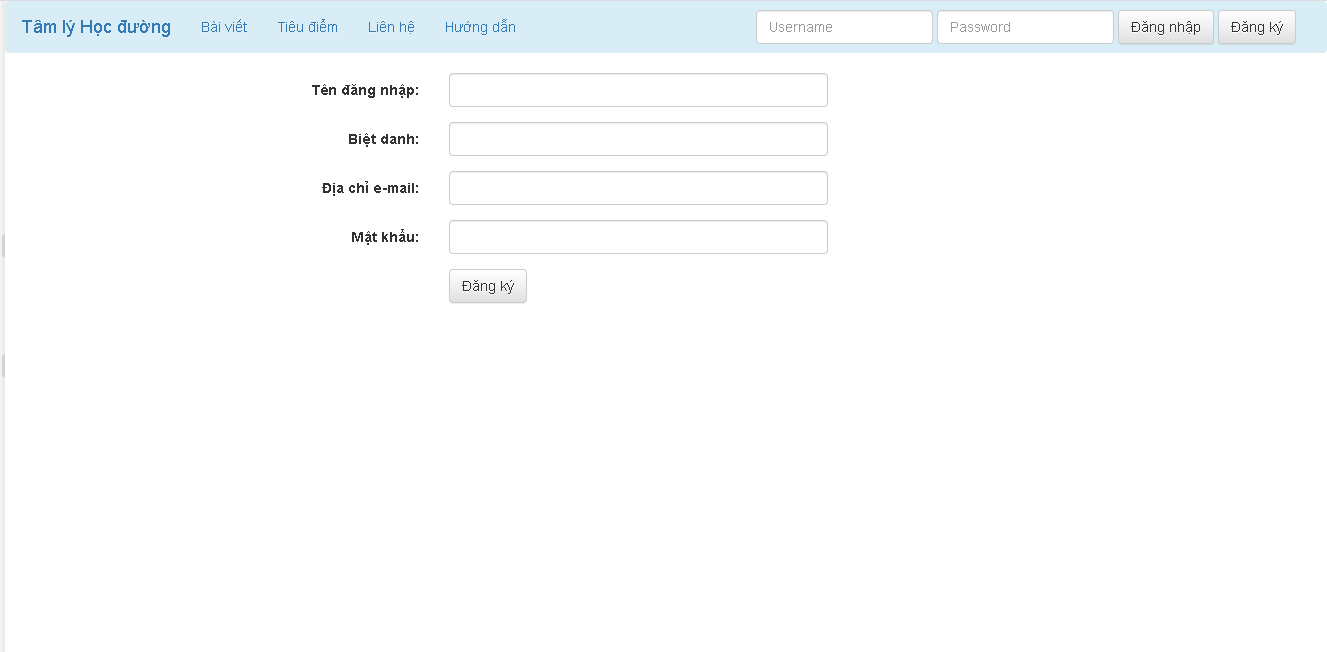 Tâm lý Học đường Bài viết Tiêu điểm Liên hệ Hướng dẫn Username Password Đăng nhập Đăng ký
Tên đăng nhập:
Biệt danh:
Địa chỉ e-mail:
Mật khẩu:
Đăng ký